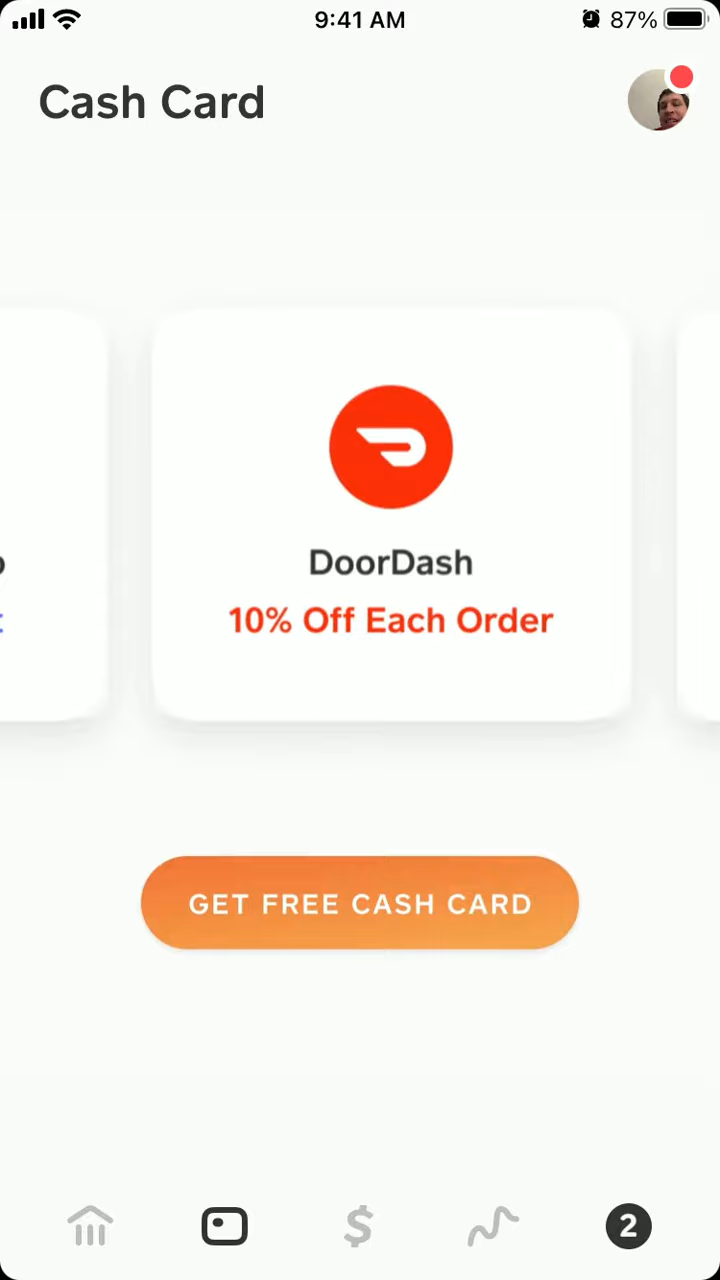 9:41 AM
87%
Cash Card
DoorDash
10% Off Each Order
GET FREE CASH CARD
$
2